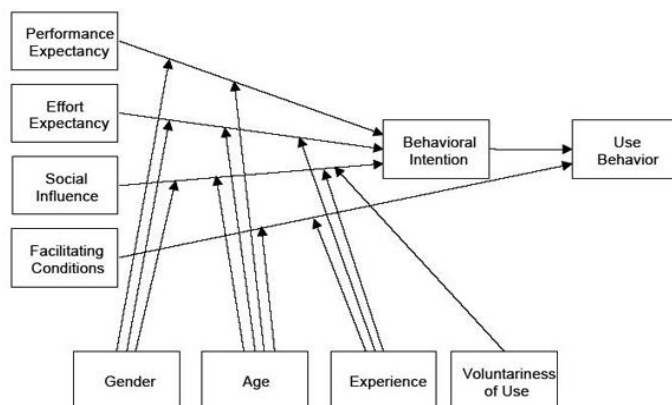 Performance
Expectancy
Effort
Expectancy
Social
Influence
Facilitating
Conditions
Behavioral
Intention
Use
Behavior
Gender
Age
Experience
Voluntariness
of Use